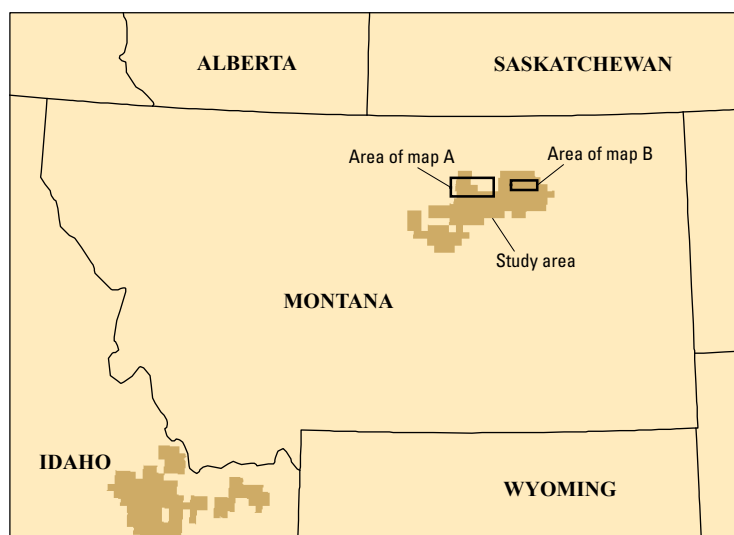 ALBERTA
SASKATCHEWAN
Area of map A
Area of map B
Study area
MONTANA
IDAHO
WYOMING